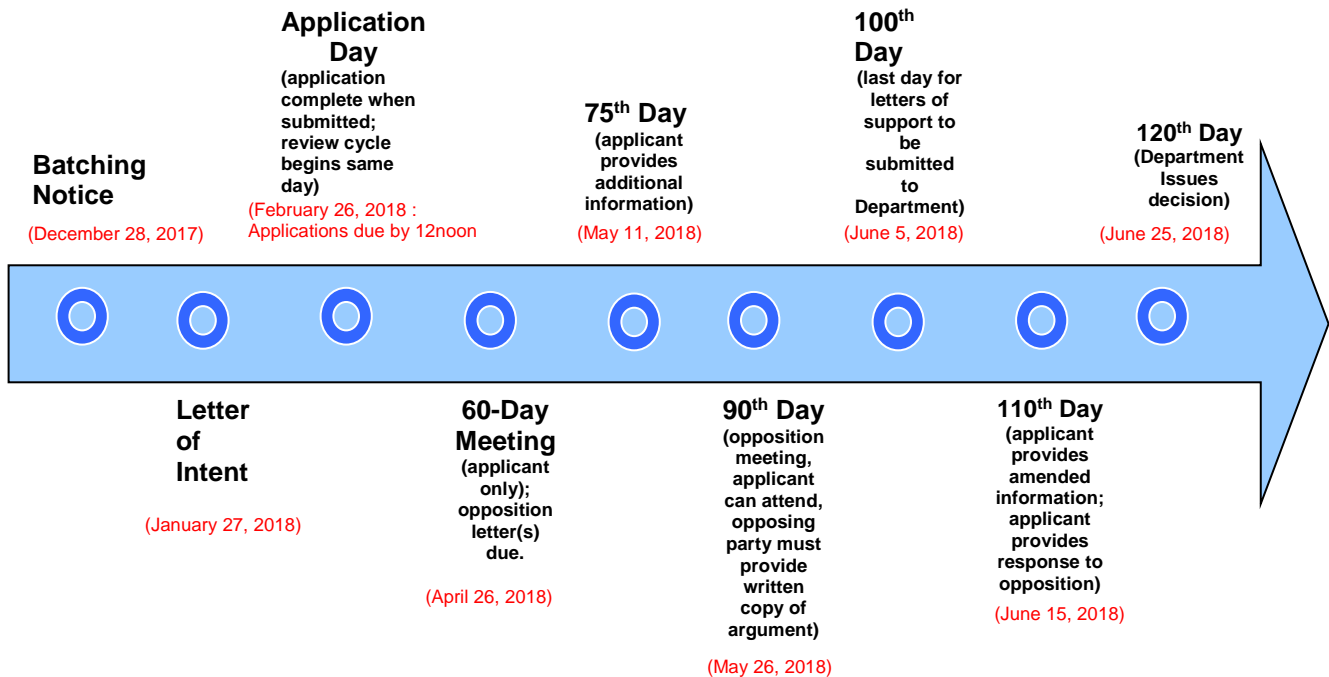 Batching
Notice
(December 28, 2017)
Application
Day
(application
complete when
submitted;
review cycle
begins same
day)
(February 26, 2018 :
Applications due by 12noon
75th Day
(applicant
provides
additional
information)
(May 11, 2018)
100th
Day
(last day for
letters of
support to
be
submitted
to
Department)
(June 5, 2018)
120th Day
(Department
Issues
decision)
(June 25, 2018)
Letter
of
Intent
(January 27, 2018)
60-Day
Meeting
(applicant
only);
opposition
letter(s)
due.
(April 26, 2018)
90th Day
(opposition
meeting,
applicant
can attend,
opposing
party must
provide
written
copy of
argument)
(May 26, 2018)
110th Day
(applicant
provides
amended
information;
applicant
provides
response to
opposition)
(June 15, 2018)